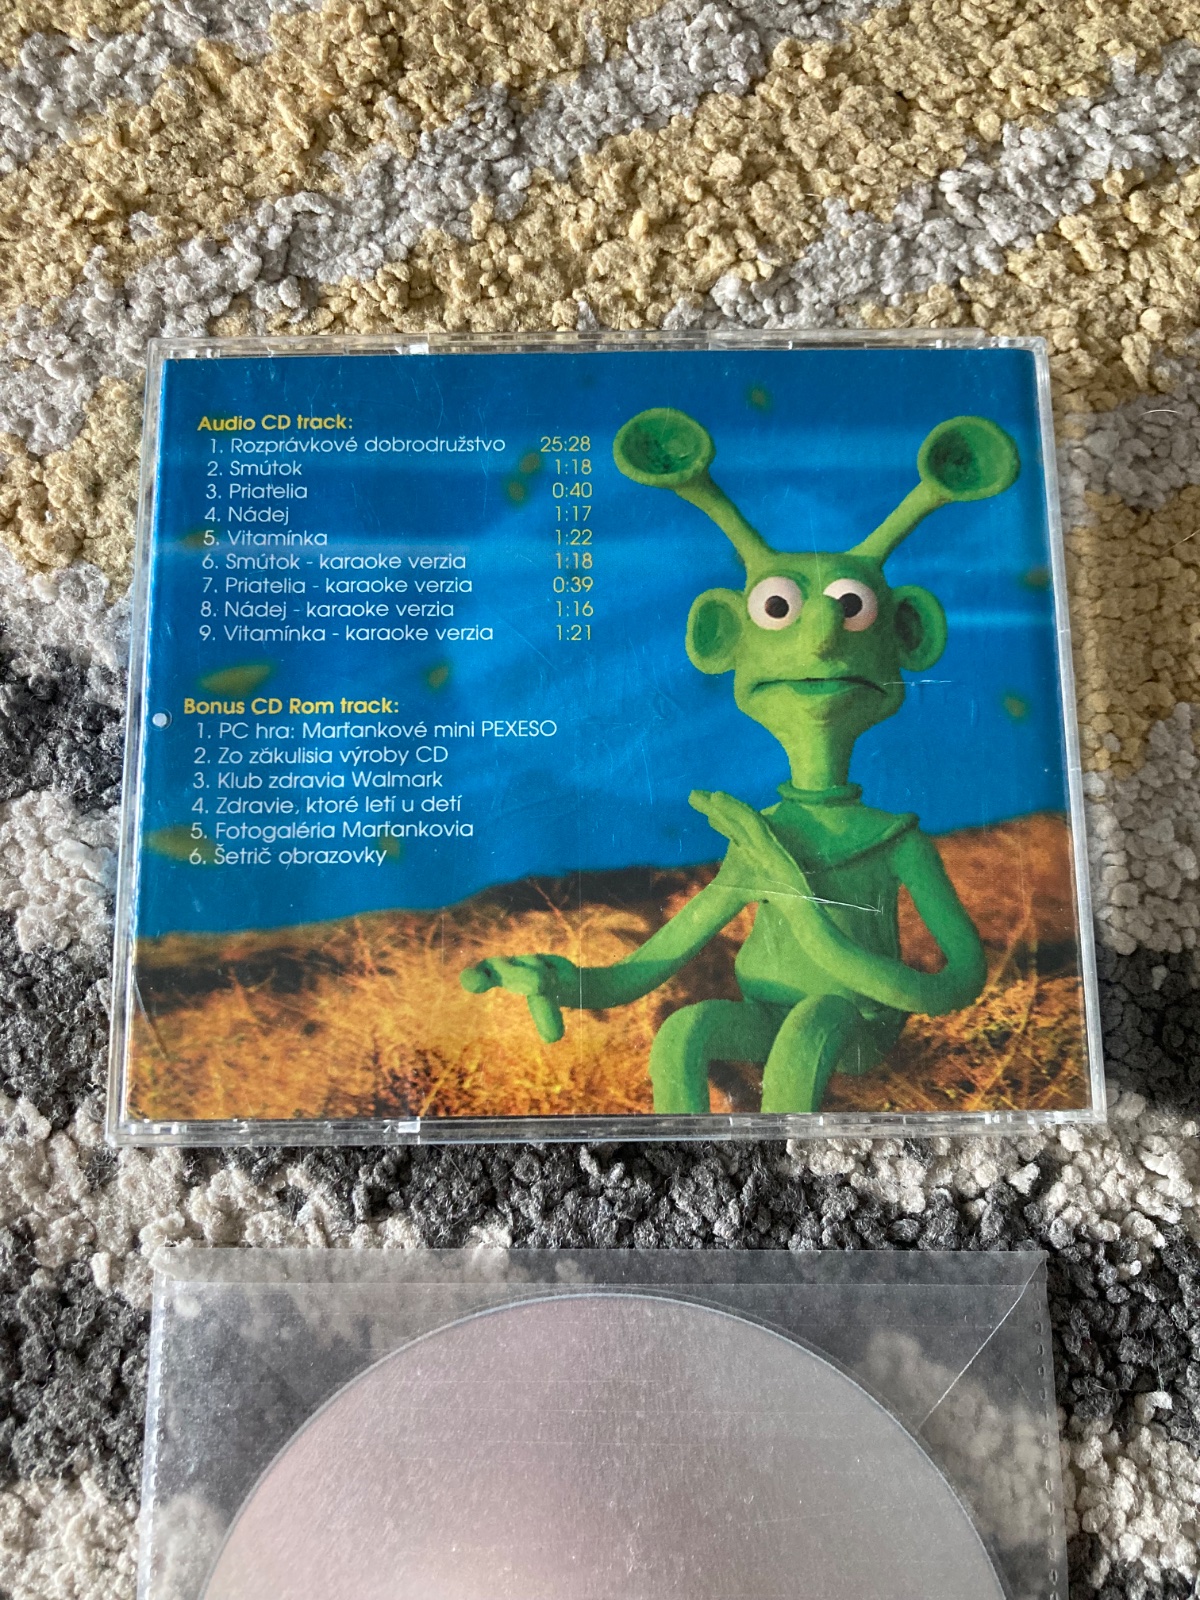 Audio CD track:
1. Rozprávkové dobrodružstvo 25:28
2. Smútok 1:18
3. Priatelia 0:40
4. Nádej 1:17
5. Vitamínka 1:22
6. Smútok - karaoke verzia 1:18
7. Priatelia - karaoke verzia 0:39
8. Nádej - karaoke verzia 1:16
9. Vitamínka - karaoke verzia 1:21
Bonus CD Rom track:
1. PC hra: Marťankové mini PEXESO
2. Zo zákulisia výroby CD
3. Klub zdravia Walmark
4. Zdravie, ktoré letí u detí
5. Fotogaléria Marťankovia
6. Šetrič obrazovky